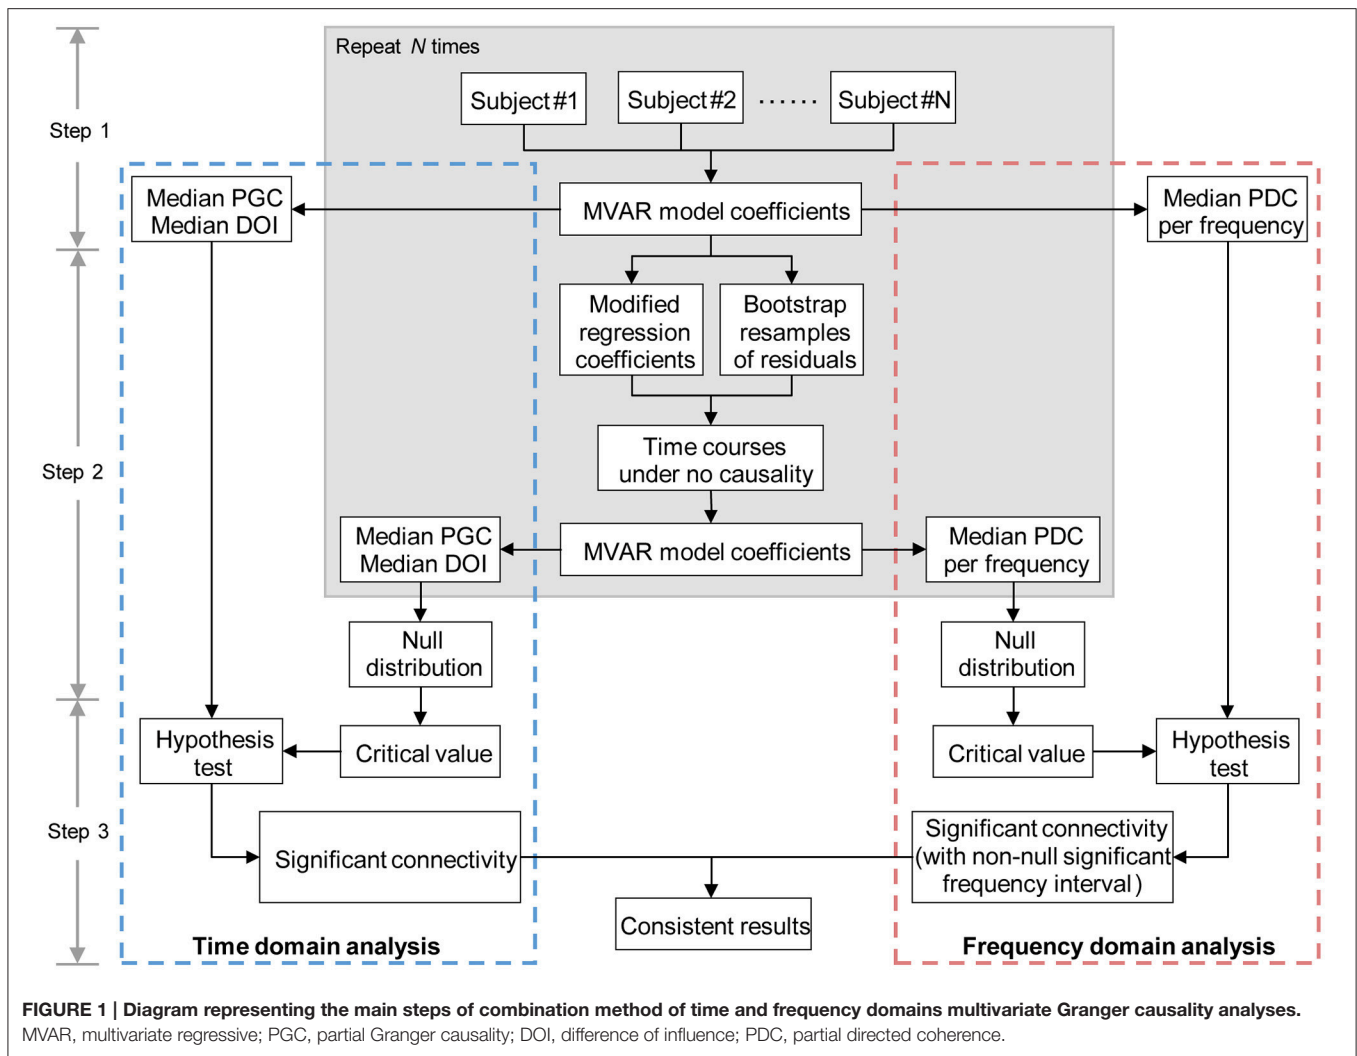 Repeat N times
Subject #1
Subject #2
......
Subject #N
Step 1
Median PGC
Median DOI
MVAR model coefficients
Median PDC
per frequency
Modified
regression
coefficients
Bootstrap
resamples
of residuals
Step 2
Time courses
under no causality
Median PGC
Median DOI
MVAR model coefficients
Median PDC
per frequency
Null
distribution
Null
distribution
Hypothesis
test
Critical value
Critical value
Hypothesis
test
Step 3
Significant connectivity
Significant connectivity
(with non-null significant
frequency interval)
Consistent results
Time domain analysis
Frequency domain analysis
FIGURE 1 | Diagram representing the main steps of combination method of time and frequency domains multivariate Granger causality analyses.
MVAR, multivariate regressive; PGC, partial Granger causality; DOI, difference of influence; PDC, partial directed coherence.